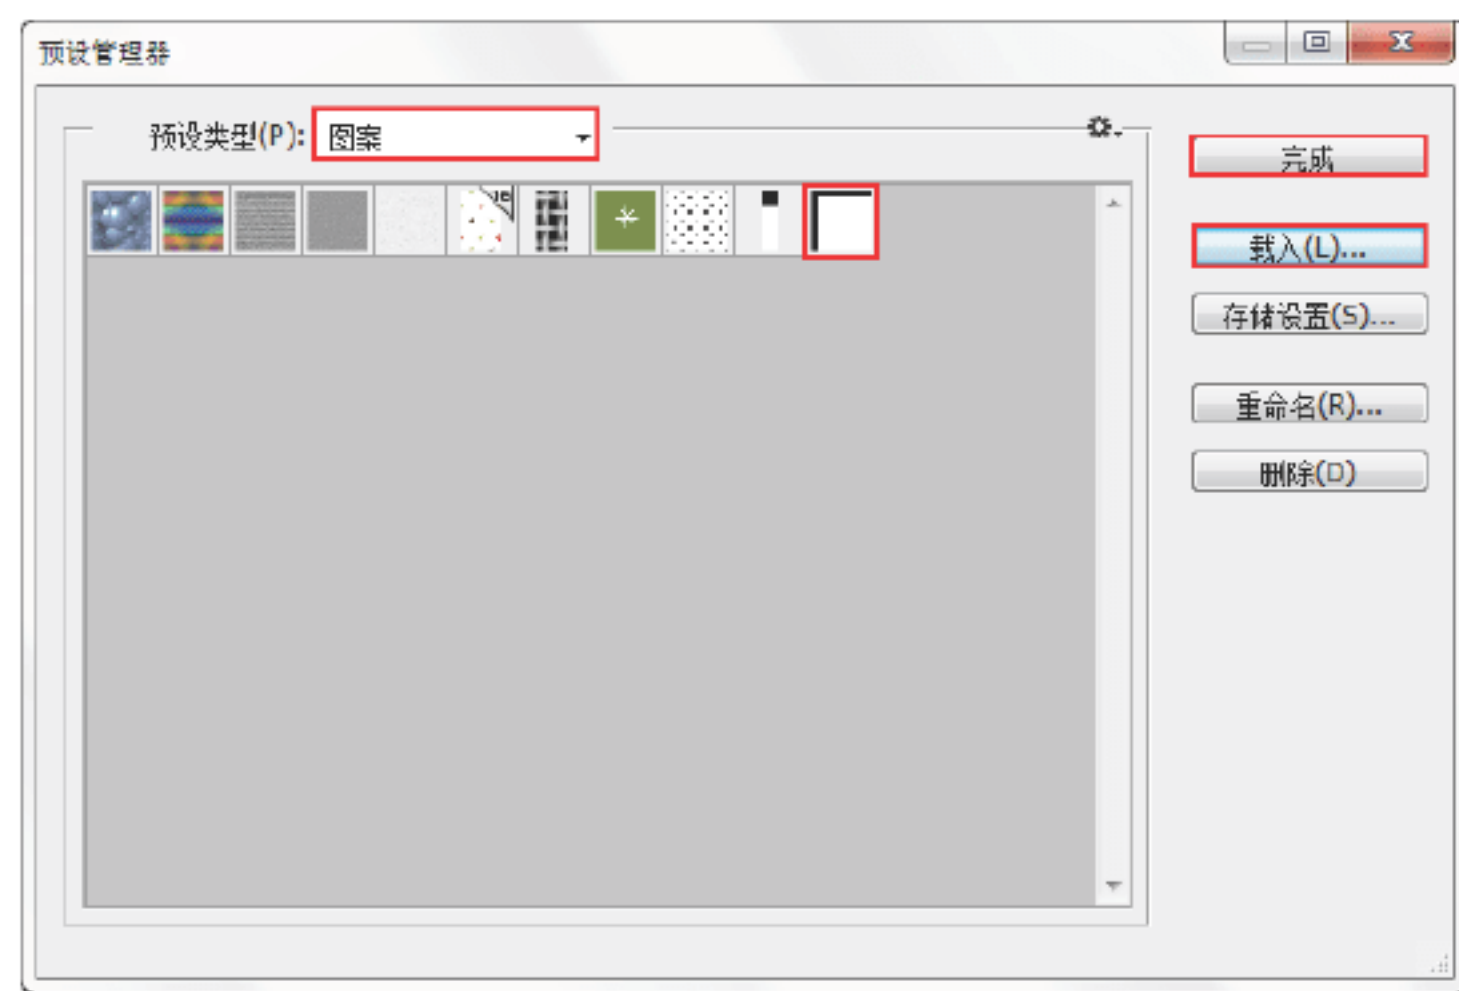 预设管理器
预设类型(P): 图案
完成
载入(L)...
存储设置(S)...
重命名(R)...
删除(D)